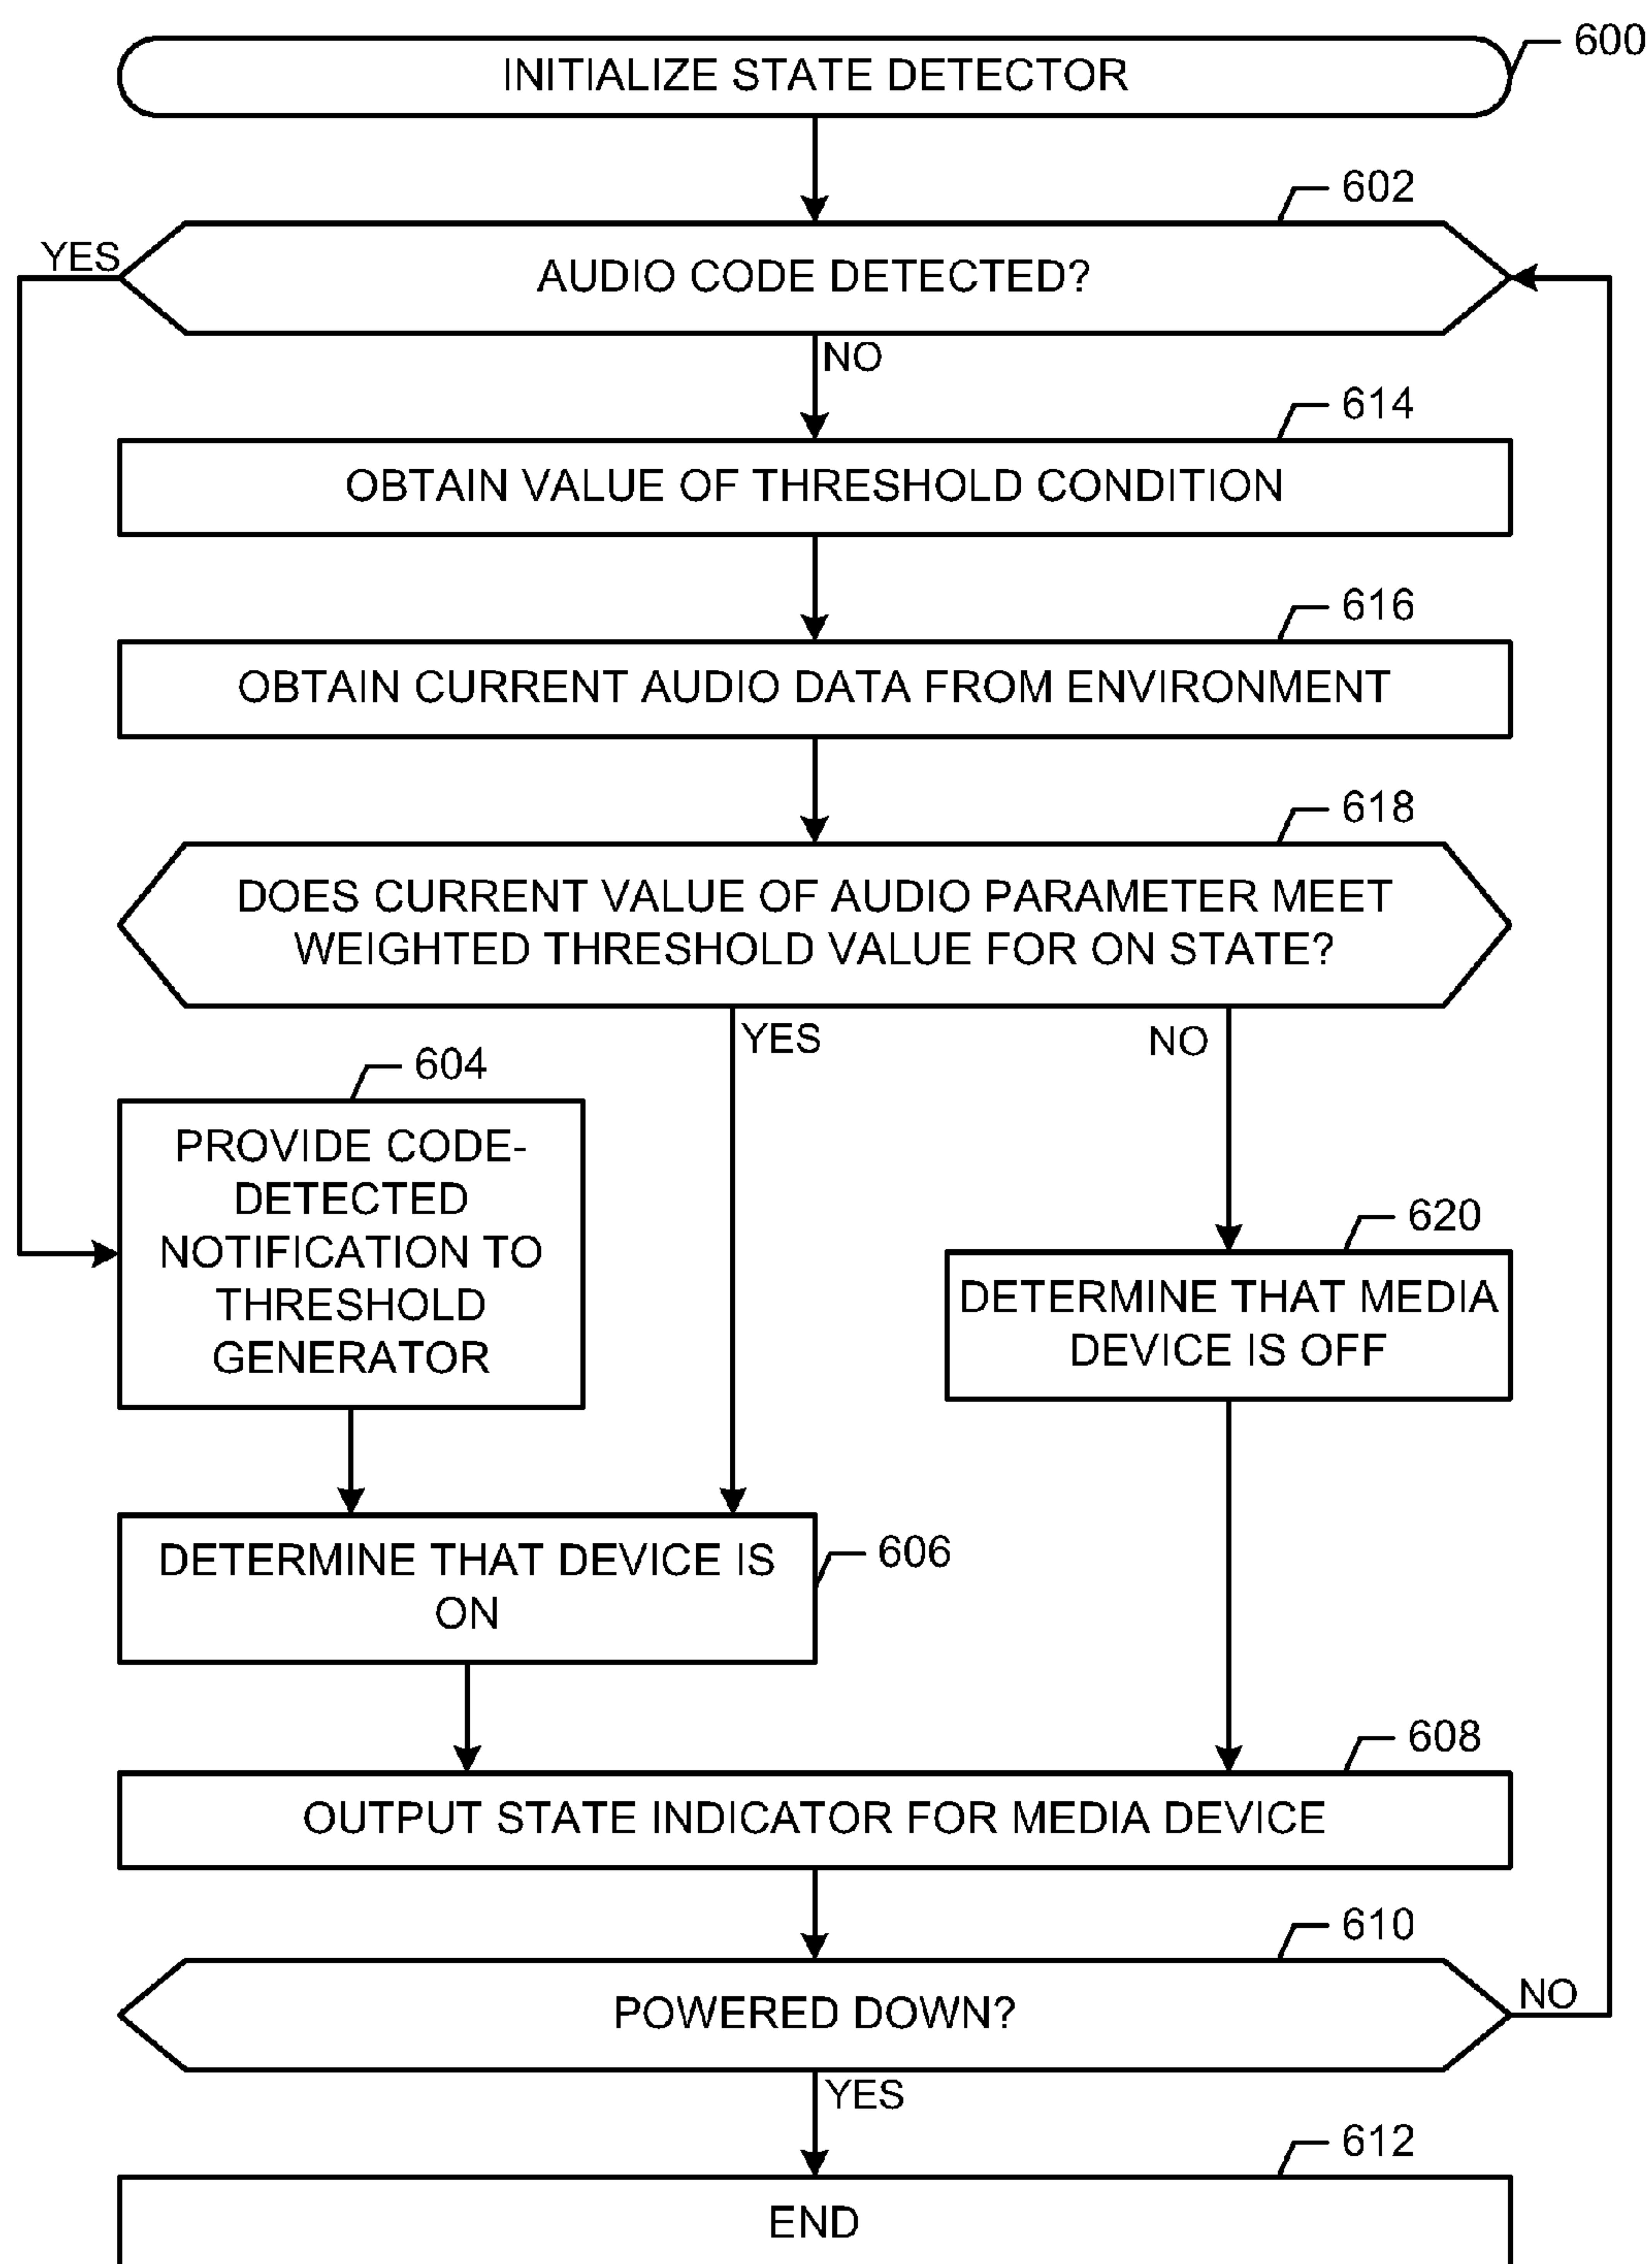 600
INITIALIZE STATE DETECTOR
602
YES
AUDIO CODE DETECTED?
NO
614
OBTAIN VALUE OF THRESHOLD CONDITION
616
OBTAIN CURRENT AUDIO DATA FROM ENVIRONMENT
618
DOES CURRENT VALUE OF AUDIO PARAMETER MEET
WEIGHTED THRESHOLD VALUE FOR ON STATE?
YES
NO
604
PROVIDE CODE-
DETECTED
NOTIFICATION TO
THRESHOLD
GENERATOR
620
DETERMINE THAT MEDIA
DEVICE IS OFF
606
DETERMINE THAT DEVICE IS
ON
608
OUTPUT STATE INDICATOR FOR MEDIA DEVICE
610
POWERED DOWN?
NO
YES
612
END